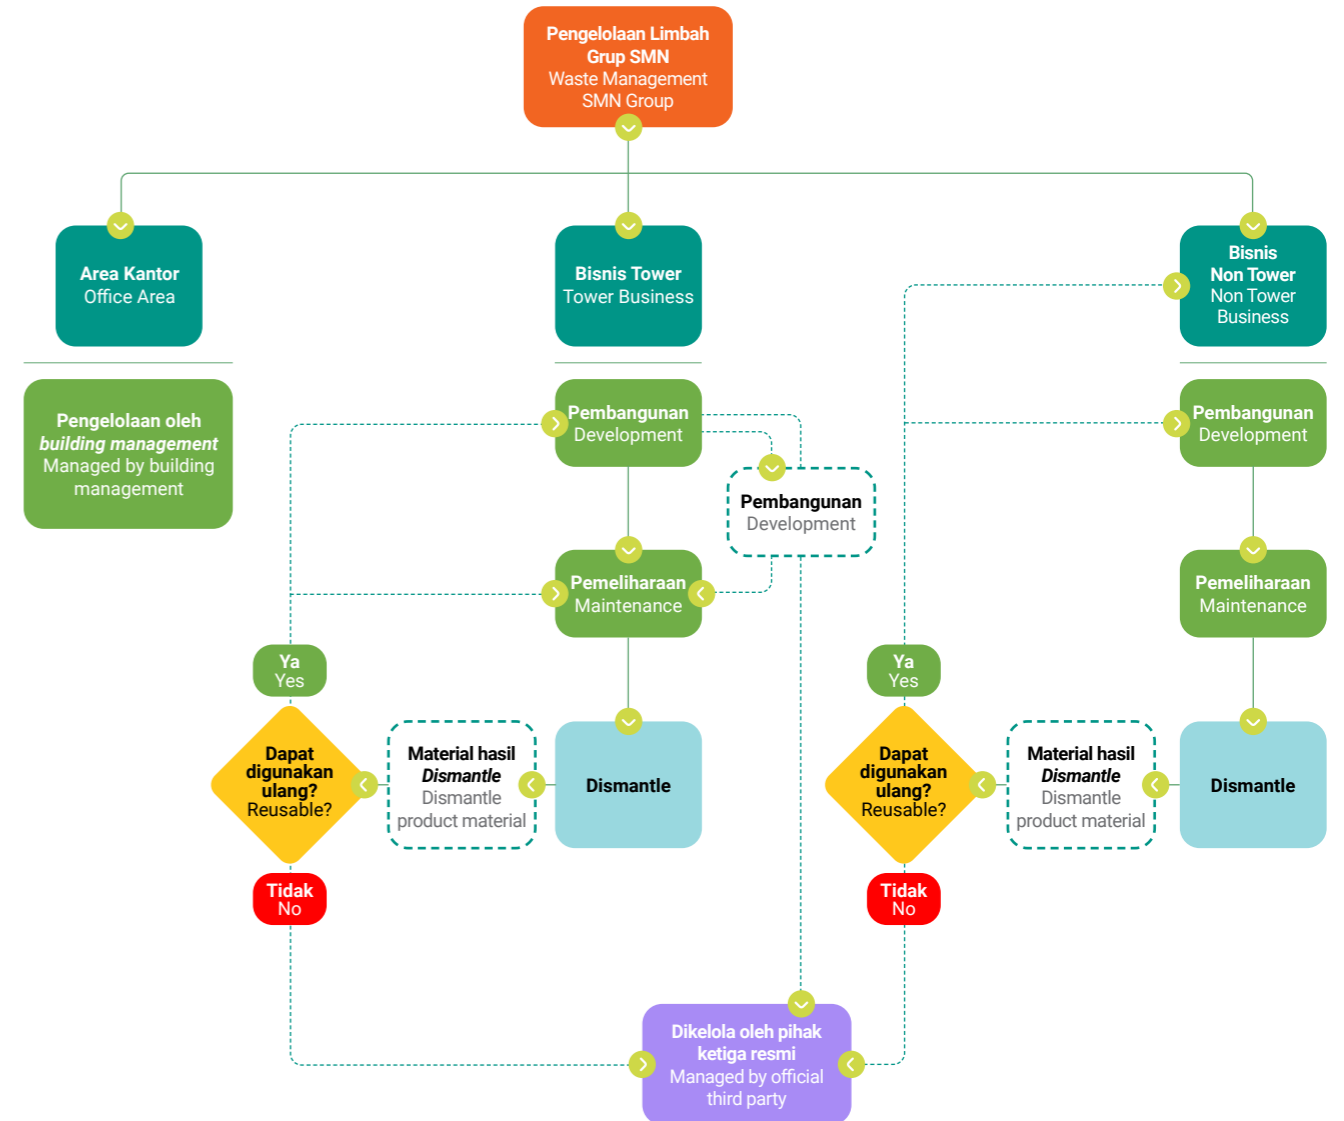 Pengelolaan Limbah
Grup SMN
Waste Management
SMN Group
Area Kantor
Office Area
Bisnis Tower
Tower Business
Bisnis
Non Tower
Non Tower
Business
Pengelolaan oleh
building management
Managed by building
management
Pembangunan
Development
Pembangunan
Development
Pembangunan
Development
Pemeliharaan
Maintenance
Pemeliharaan
Maintenance
Ya
Yes
Ya
Yes
Dapat
digunakan
ulang?
Reusable?
Material hasil
Dismantle
Dismantle
product material
Dismantle
Dapat
digunakan
ulang?
Reusable?
Material hasil
Dismantle
Dismantle
product material
Dismantle
Tidak
No
Tidak
No
Dikelola oleh pihak
ketiga resmi
Managed by official
third party